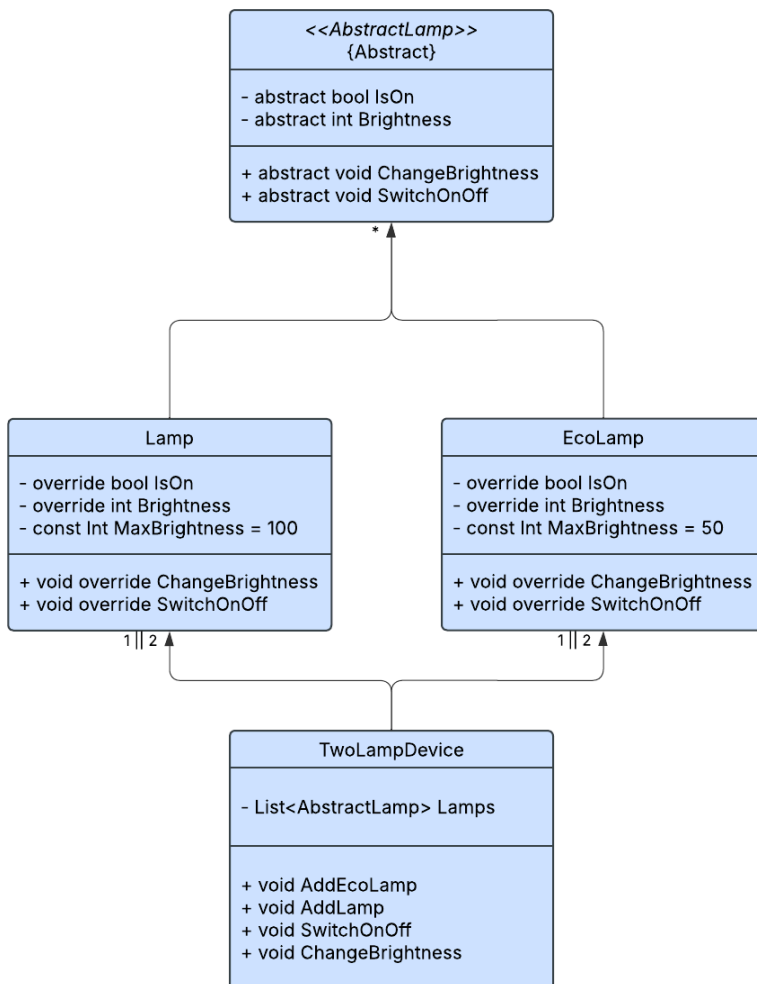 <<AbstractLamp>>
{Abstract}
- abstract bool IsOn
- abstract int Brightness
+ abstract void ChangeBrightness
+ abstract void SwitchOnOff
*
Lamp
- override bool IsOn
- override int Brightness
- const Int MaxBrightness = 100
+ void override ChangeBrightness
+ void override SwitchOnOff
1 || 2
EcoLamp
- override bool IsOn
- override int Brightness
- const Int MaxBrightness = 50
+ void override ChangeBrightness
+ void override SwitchOnOff
1 || 2
TwoLampDevice
- List<AbstractLamp> Lamps
+ void AddEcoLamp
+ void AddLamp
+ void SwitchOnOff
+ void ChangeBrightness